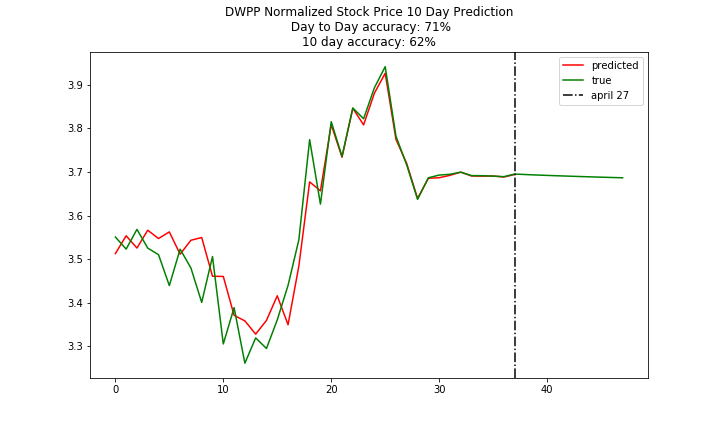 DWPP Normalized Stock Price 10 Day Prediction
Day to Day accuracy: 71%
10 day accuracy: 62%
predicted
true
april 27
3.9
3.8
3.7
3.6
3.5
3.4
3.3
0 10 20 30 40